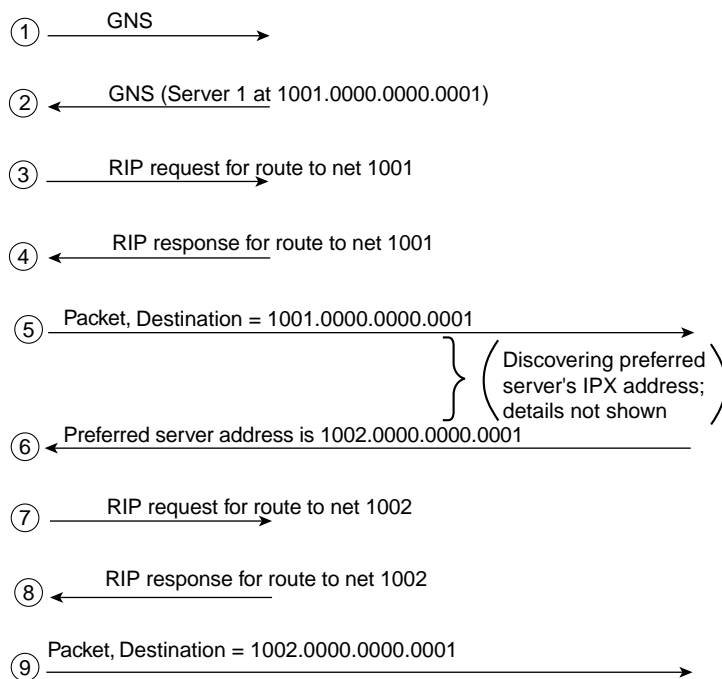 ① GNS
② GNS (Server 1 at 1001.0000.0000.0001)
③ RIP request for route to net 1001
④ RIP response for route to net 1001
⑤ Packet, Destination = 1001.0000.0000.0001
Discovering preferred
server's IPX address;
details not shown
⑥ Preferred server address is 1002.0000.0000.0001
⑦ RIP request for route to net 1002
⑧ RIP response for route to net 1002
⑨ Packet, Destination = 1002.0000.0000.0001